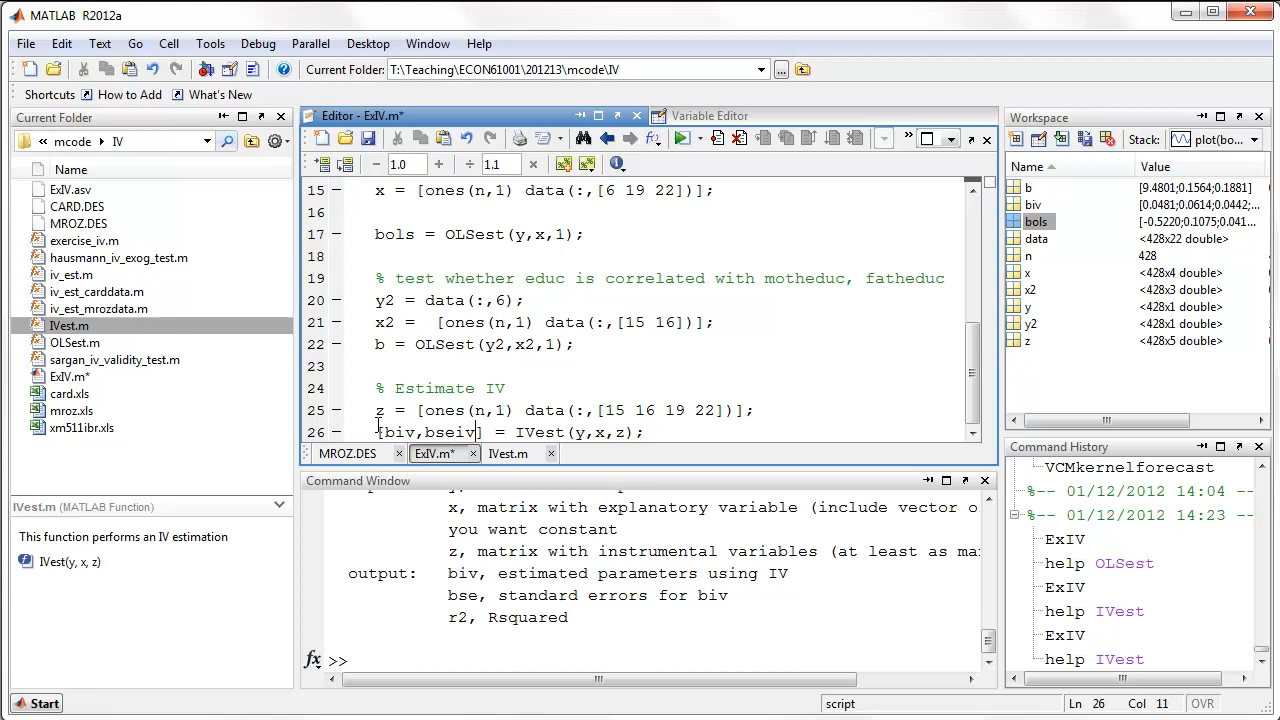 MATLAB R2012a
File Edit Text Go Cell Tools Debug Parallel Desktop Window Help
Current Folder: T:\Teaching\ECON61001\201213\mcode\IV
Shortcuts How to Add What's New
Current Folder
« mcode ▸ IV
Name
ExIV.asv
CARD.DES
MROZ.DES
exercise_iv.m
hausmann_iv_exog_test.m
iv_est.m
iv_est_carddata.m
iv_est_mrozdata.m
IVest.m
OLSest.m
sargan_iv_validity_test.m
ExIV.m*
card.xls
mroz.xls
xm511ibr.xls
IVest.m (MATLAB Function)
This function performs an IV estimation
IVest(y, x, z)
Editor - ExIV.m*
Variable Editor
1.0 1.1
15 x = [ones(n,1) data(:,[6 19 22])];
16
17 bols = OLSest(y,x,1);
18
19 % test whether educ is correlated with motheduc, fatheduc
20 y2 = data(:,6);
21 x2 =  [ones(n,1) data(:,[15 16])];
22 b = OLSest(y2,x2,1);
23
24 % Estimate IV
25 z = [ones(n,1) data(:,[15 16 19 22])];
26 [biv,bseiv] = IVest(y,x,z);
MROZ.DES ExIV.m* IVest.m
Command Window
x, matrix with explanatory variable (include vector o
you want constant
z, matrix with instrumental variables (at least as ma
output: biv, estimated parameters using IV
bse, standard errors for biv
r2, Rsquared
fx >>
Workspace
Stack: plot(bo...
Name Value
b [9.4801;0.1564;0.1881]
biv [0.0481;0.0614;0.0442;...
bols [-0.5220;0.1075;0.041...
data <428x22 double>
n 428
x <428x4 double>
x2 <428x3 double>
y <428x1 double>
y2 <428x1 double>
z <428x5 double>
Command History
VCMkernelforecast
%-- 01/12/2012 14:04 --
%-- 01/12/2012 14:23 --
ExIV
help OLSest
ExIV
help IVest
ExIV
help IVest
Start
script
Ln 26 Col 11 OVR